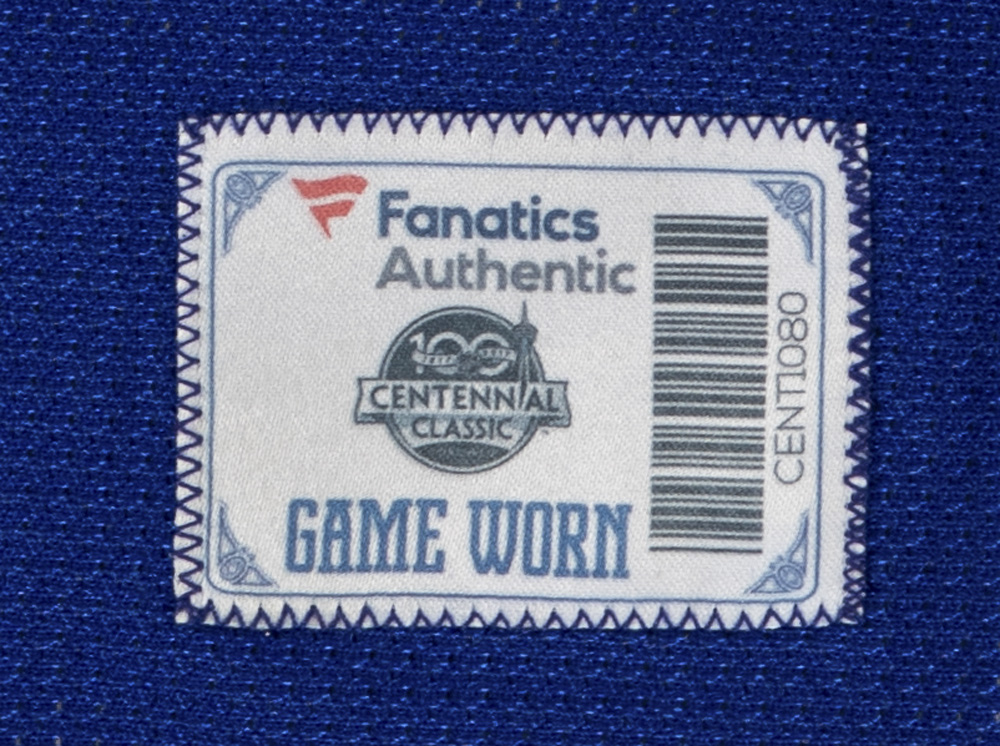 Fanatics
Authentic
100
CENTENNIAL
CLASSIC
GAME WORN
CENT1080